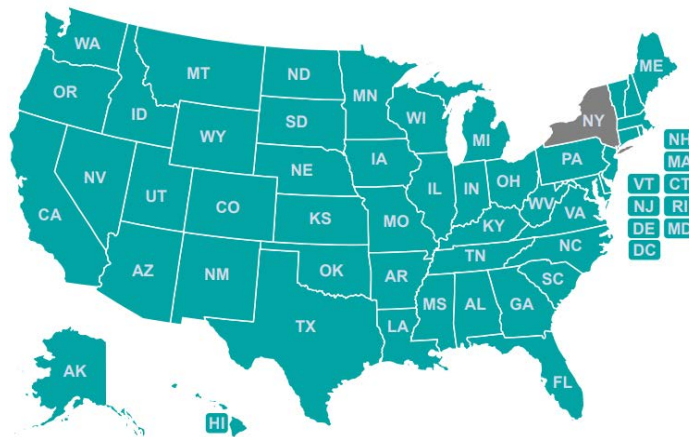 WA
MT
ND
MN
ME
OR
ID
SD
WI
NY
WY
MI
NH
IA
PA
MA
NE
NV
IL
IN
OH
VT
CT
UT
CO
WV
CA
KS
MO
VA
NJ
RI
KY
DE
MD
NC
TN
DC
AZ
NM
OK
AR
SC
MS
AL
GA
TX
LA
AK
FL
HI